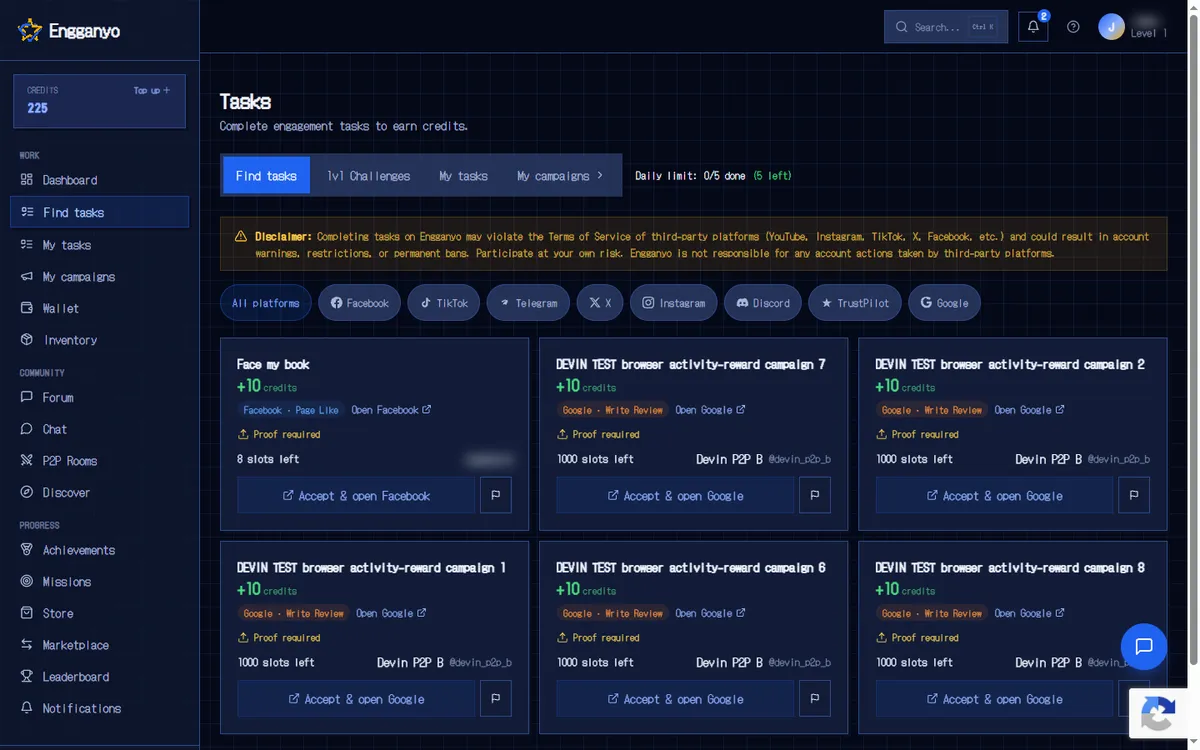 Engganyo
Search... Ctrl K
2
J
Level 1
CREDITS
Top up +
225
WORK
Dashboard
Find tasks
My tasks
My campaigns
Wallet
Inventory
COMMUNITY
Forum
Chat
P2P Rooms
Discover
PROGRESS
Achievements
Missions
Store
Marketplace
Leaderboard
Notifications
Tasks
Complete engagement tasks to earn credits.
Find tasks 1v1 Challenges My tasks My campaigns >
Daily limit: 0/5 done (5 left)
Disclaimer: Completing tasks on Engganyo may violate the Terms of Service of third-party platforms (YouTube, Instagram, TikTok, X, Facebook, etc.) and could result in account
warnings, restrictions, or permanent bans. Participate at your own risk. Engganyo is not responsible for any account actions taken by third-party platforms.
All platforms Facebook TikTok Telegram X Instagram Discord TrustPilot Google
Face my book
+10 credits
Facebook · Page Like Open Facebook
Proof required
8 slots left
Accept & open Facebook
DEVIN TEST browser activity-reward campaign 7
+10 credits
Google · Write Review Open Google
Proof required
1000 slots left Devin P2P B @devin_p2p_b
Accept & open Google
DEVIN TEST browser activity-reward campaign 2
+10 credits
Google · Write Review Open Google
Proof required
1000 slots left Devin P2P B @devin_p2p_b
Accept & open Google
DEVIN TEST browser activity-reward campaign 1
+10 credits
Google · Write Review Open Google
Proof required
1000 slots left Devin P2P B @devin_p2p_b
Accept & open Google
DEVIN TEST browser activity-reward campaign 6
+10 credits
Google · Write Review Open Google
Proof required
1000 slots left Devin P2P B @devin_p2p_b
Accept & open Google
DEVIN TEST browser activity-reward campaign 8
+10 credits
Google · Write Review Open Google
Proof required
1000 slots left Devin P2P B @devin_
Accept & open Google